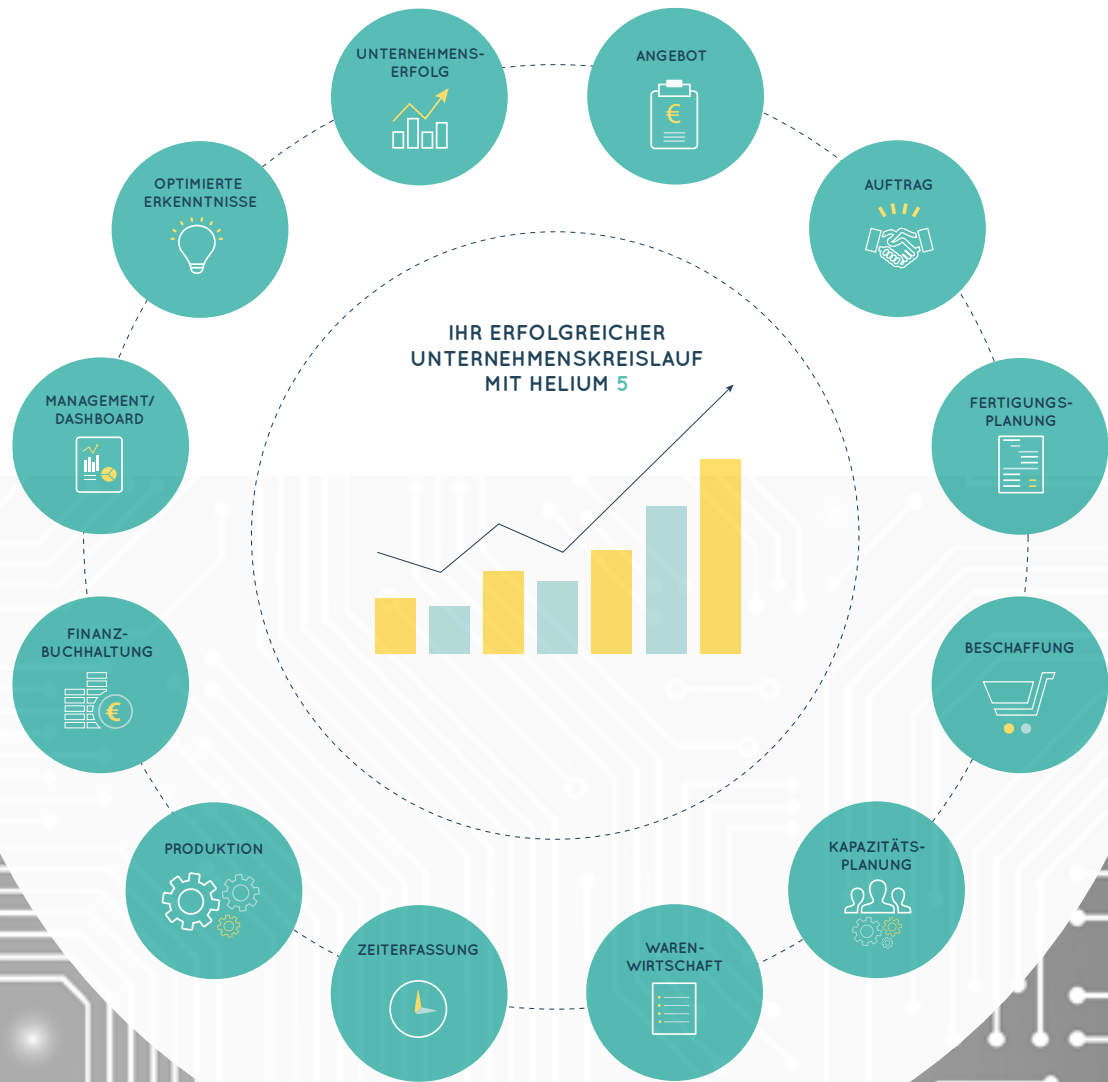 UNTERNEHMENS-
ERFOLG
ANGEBOT
€
AUFTRAG
FERTIGUNGS-
PLANUNG
BESCHAFFUNG
KAPAZITÄTS-
PLANUNG
WAREN-
WIRTSCHAFT
ZEITERFASSUNG
PRODUKTION
FINANZ-
BUCHHALTUNG
€
MANAGEMENT/
DASHBOARD
OPTIMIERTE
ERKENNTNISSE
IHR ERFOLGREICHER
UNTERNEHMENSKREISLAUF
MIT HELIUM 5